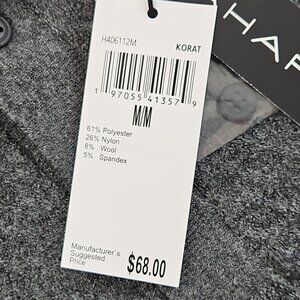 H406112M
KORAT
1 97055 41357 9
M/M
61% Polyester
26% Nylon
8% Wool
5% Spandex
Manufacturer's
Suggested
Price
$68.00
HAP